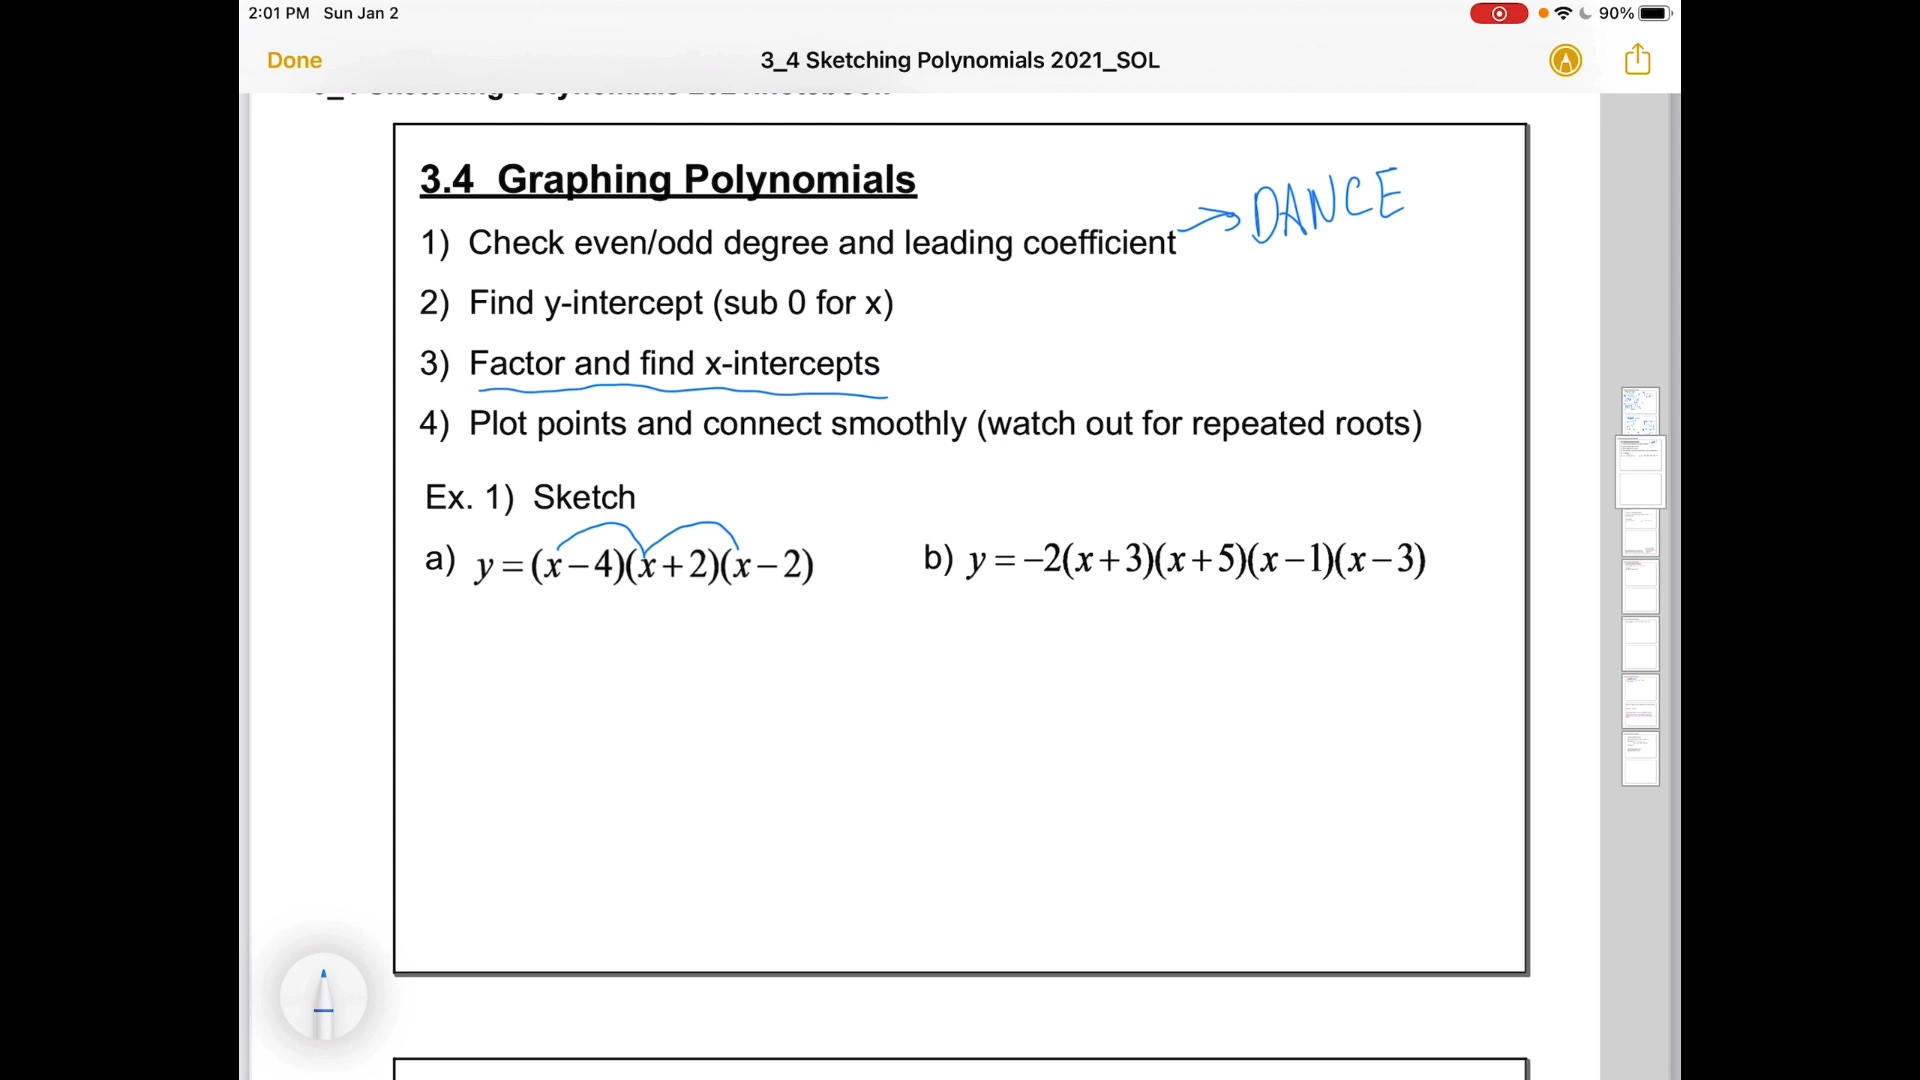 2:01 PM Sun Jan 2
90%
Done
3_4 Sketching Polynomials 2021_SOL
3.4 Graphing Polynomials
DANCE
1) Check even/odd degree and leading coefficient
2) Find y-intercept (sub 0 for x)
3) Factor and find x-intercepts
4) Plot points and connect smoothly (watch out for repeated roots)
Ex. 1) Sketch
a) y = (x – 4)(x + 2)(x – 2)
b) y = –2(x + 3)(x + 5)(x – 1)(x – 3)